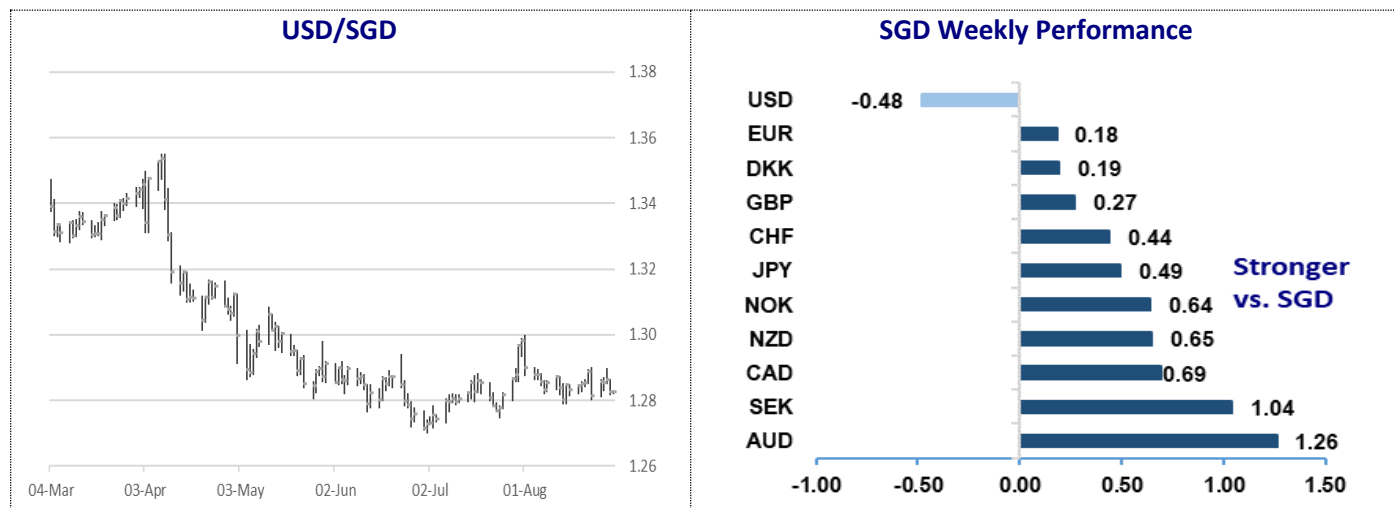 USD/SGD
1.38
1.36
1.34
1.32
1.30
1.28
1.26
04-Mar 03-Apr 03-May 02-Jun 02-Jul 01-Aug
SGD Weekly Performance
USD -0.48
EUR 0.18
DKK 0.19
GBP 0.27
CHF 0.44
JPY 0.49
Stronger
vs. SGD
NOK 0.64
NZD 0.65
CAD 0.69
SEK 1.04
AUD 1.26
-1.00 -0.50 0.00 0.50 1.00 1.50